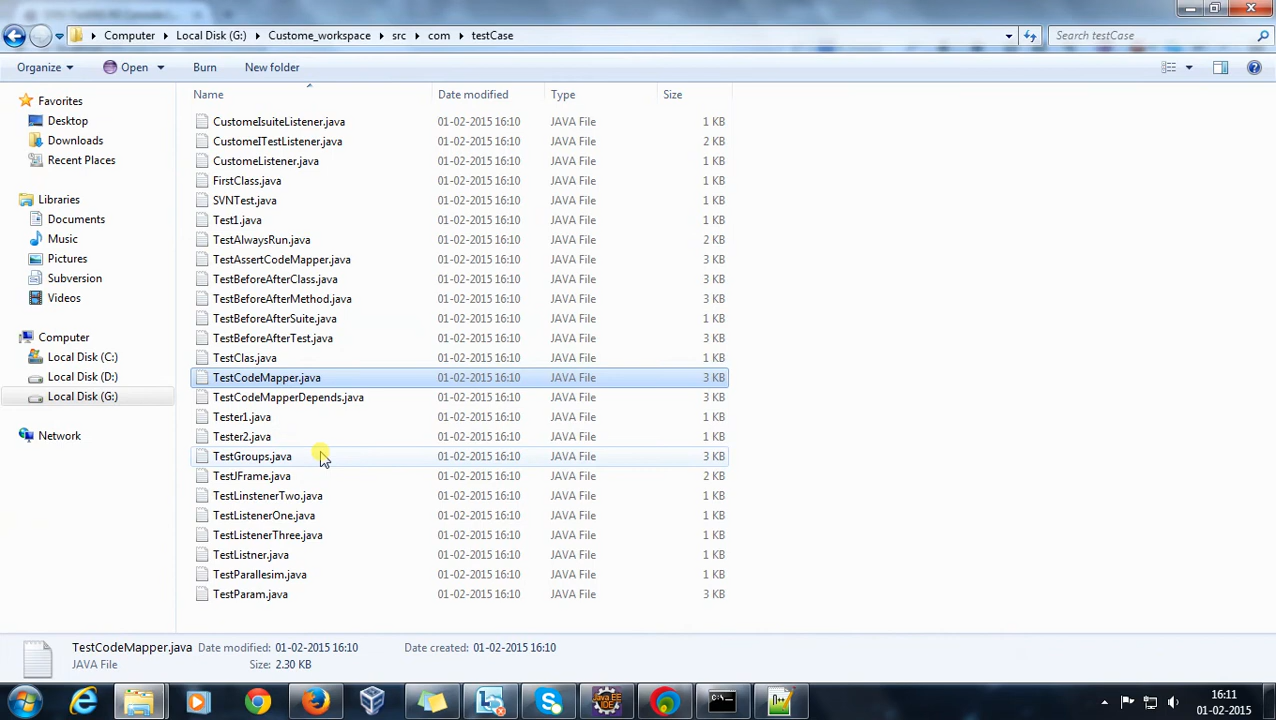 Computer Local Disk (G:) Custome_workspace src com testCase Search testCase
Organize Open Burn New folder
Favorites
Desktop
Downloads
Recent Places
Libraries
Documents
Music
Pictures
Subversion
Videos
Computer
Local Disk (C:)
Local Disk (D:)
Local Disk (G:)
Network
Name Date modified Type Size
CustomeIsuiteListener.java 01-02-2015 16:10 JAVA File 1 KB
CustomeITestListener.java 01-02-2015 16:10 JAVA File 2 KB
CustomeListener.java 01-02-2015 16:10 JAVA File 1 KB
FirstClass.java 01-02-2015 16:10 JAVA File 1 KB
SVNTest.java 01-02-2015 16:10 JAVA File 1 KB
Test1.java 01-02-2015 16:10 JAVA File 1 KB
TestAlwaysRun.java 01-02-2015 16:10 JAVA File 2 KB
TestAssertCodeMapper.java 01-02-2015 16:10 JAVA File 3 KB
TestBeforeAfterClass.java 01-02-2015 16:10 JAVA File 3 KB
TestBeforeAfterMethod.java 01-02-2015 16:10 JAVA File 3 KB
TestBeforeAfterSuite.java 01-02-2015 16:10 JAVA File 3 KB
TestBeforeAfterTest.java 01-02-2015 16:10 JAVA File 3 KB
TestClas.java 01-02-2015 16:10 JAVA File 1 KB
TestCodeMapper.java 01-02-2015 16:10 JAVA File 3 KB
TestCodeMapperDepends.java 01-02-2015 16:10 JAVA File 3 KB
Tester1.java 01-02-2015 16:10 JAVA File 1 KB
Tester2.java 01-02-2015 16:10 JAVA File 1 KB
TestGroups.java 01-02-2015 16:10 JAVA File 3 KB
TestJFrame.java 01-02-2015 16:10 JAVA File 2 KB
TestLinstenerTwo.java 01-02-2015 16:10 JAVA File 1 KB
TestListenerOne.java 01-02-2015 16:10 JAVA File 1 KB
TestListenerThree.java 01-02-2015 16:10 JAVA File 1 KB
TestListner.java 01-02-2015 16:10 JAVA File 1 KB
TestParallesim.java 01-02-2015 16:10 JAVA File 1 KB
TestParam.java 01-02-2015 16:10 JAVA File 3 KB
TestCodeMapper.java Date modified: 01-02-2015 16:10 Date created: 01-02-2015 16:10
JAVA File Size: 2.30 KB
Java EE
IDE
C:\
N++
16:11
01-02-2015